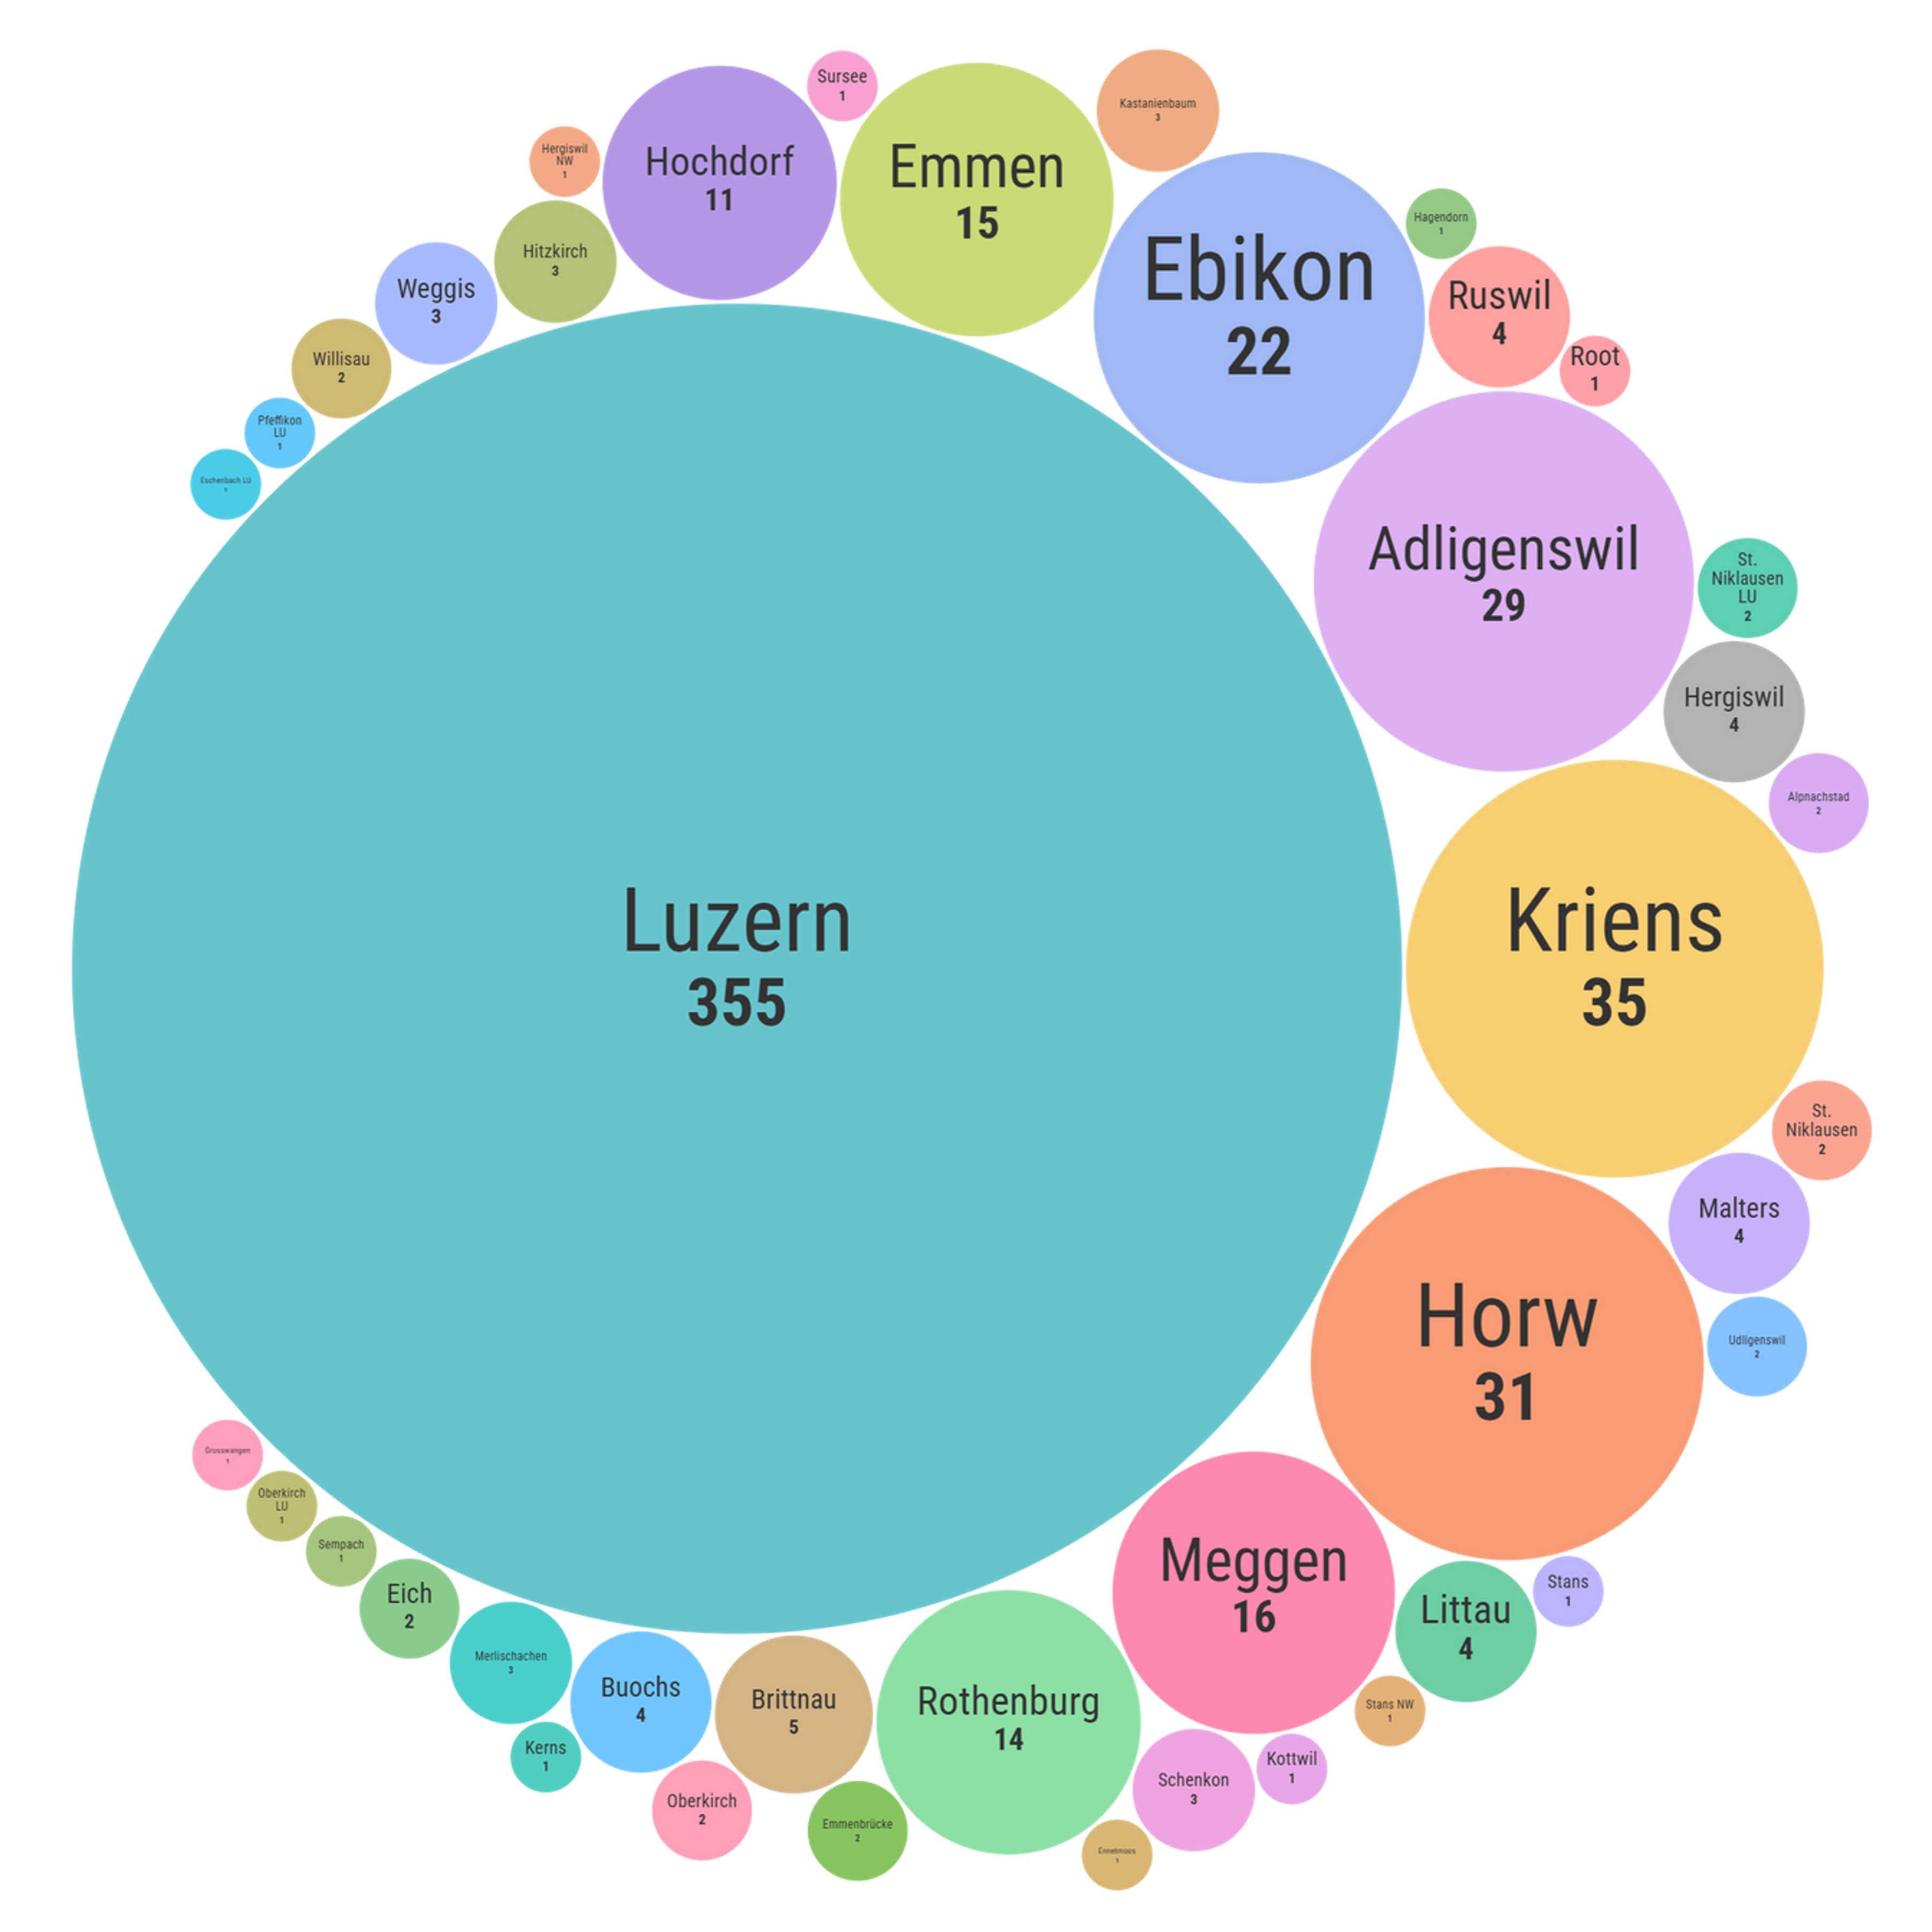 Sursee
1
Kastanienbaum
3
Hergiswil
NW
1
Hochdorf
11
Emmen
15
Hagendorn
1
Hitzkirch
3
Ebikon
22
Weggis
3
Ruswil
4
Root
1
Willisau
2
Pfeffikon
LU
1
Eschenbach LU
1
Adligenswil
29
St.
Niklausen
LU
2
Hergiswil
4
Alpnachstad
2
Luzern
355
Kriens
35
St.
Niklausen
2
Malters
4
Horw
31
Udligenswil
2
Grosswangen
1
Oberkirch
LU
1
Sempach
1
Eich
2
Meggen
16
Stans
1
Littau
4
Merlischachen
3
Buochs
4
Brittnau
5
Rothenburg
14
Stans NW
1
Kerns
1
Kottwil
1
Schenkon
3
Oberkirch
2
Emmenbrücke
2
Ennetmoos
1